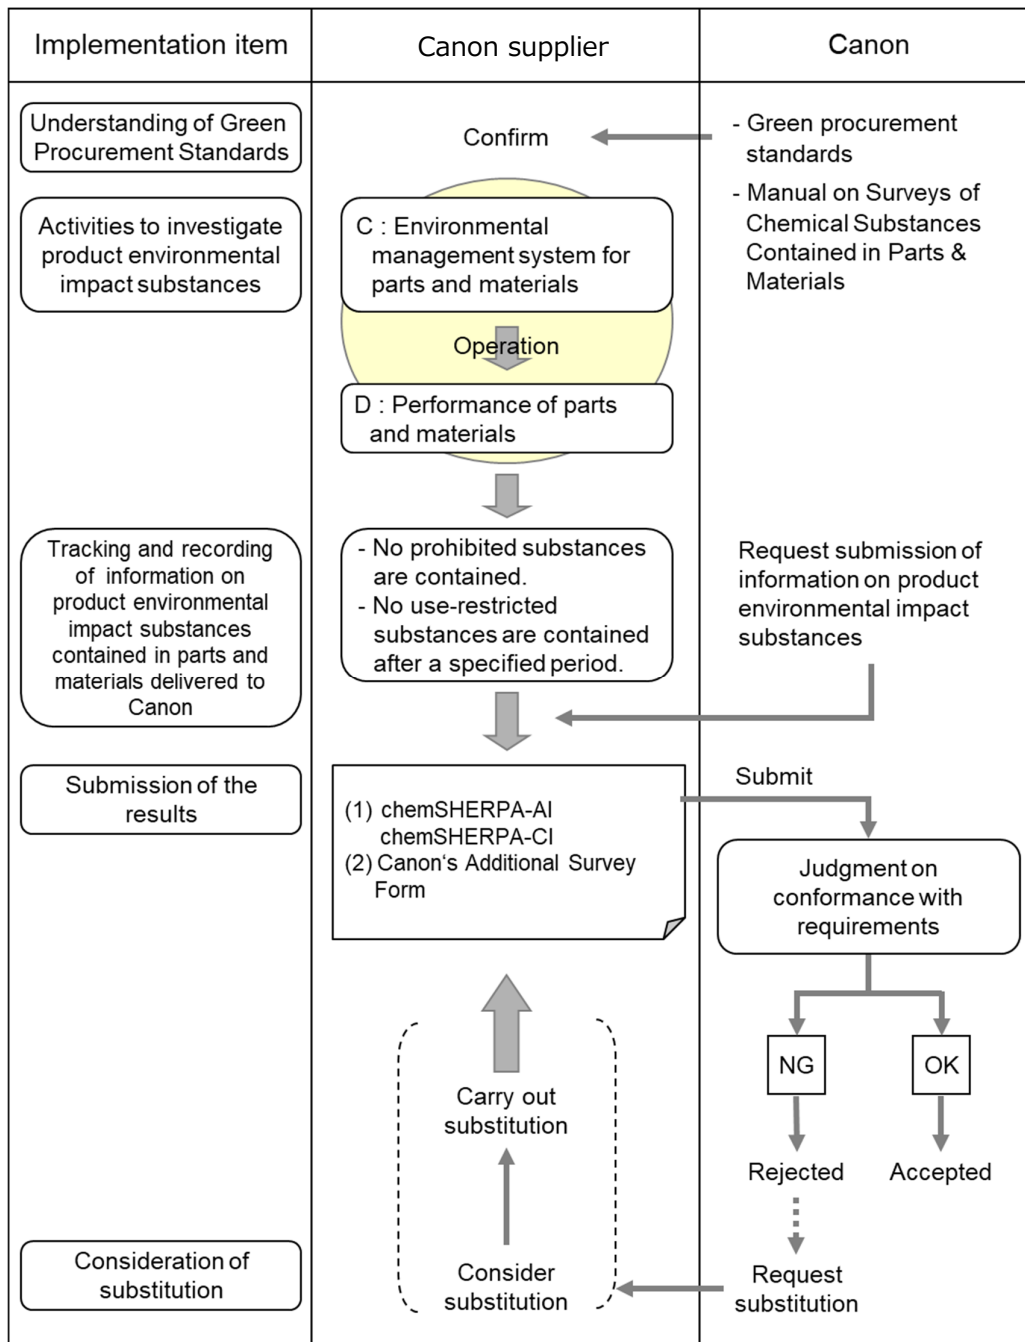 Implementation item
Canon supplier
Canon
Understanding of Green
Procurement Standards
Confirm
- Green procurement
standards
- Manual on Surveys of
Chemical Substances
Contained in Parts &
Materials
Activities to investigate
product environmental
impact substances
C : Environmental
management system for
parts and materials
Operation
D : Performance of parts
and materials
Tracking and recording
of information on
product environmental
impact substances
contained in parts and
materials delivered to
Canon
- No prohibited substances
are contained.
- No use-restricted
substances are contained
after a specified period.
Request submission of
information on product
environmental impact
substances
Submission of the
results
(1) chemSHERPA-AI
chemSHERPA-CI
(2) Canon‘s Additional Survey
Form
Submit
Judgment on
conformance with
requirements
NG
OK
Rejected
Accepted
Carry out
substitution
Consideration of
substitution
Consider
substitution
Request
substitution